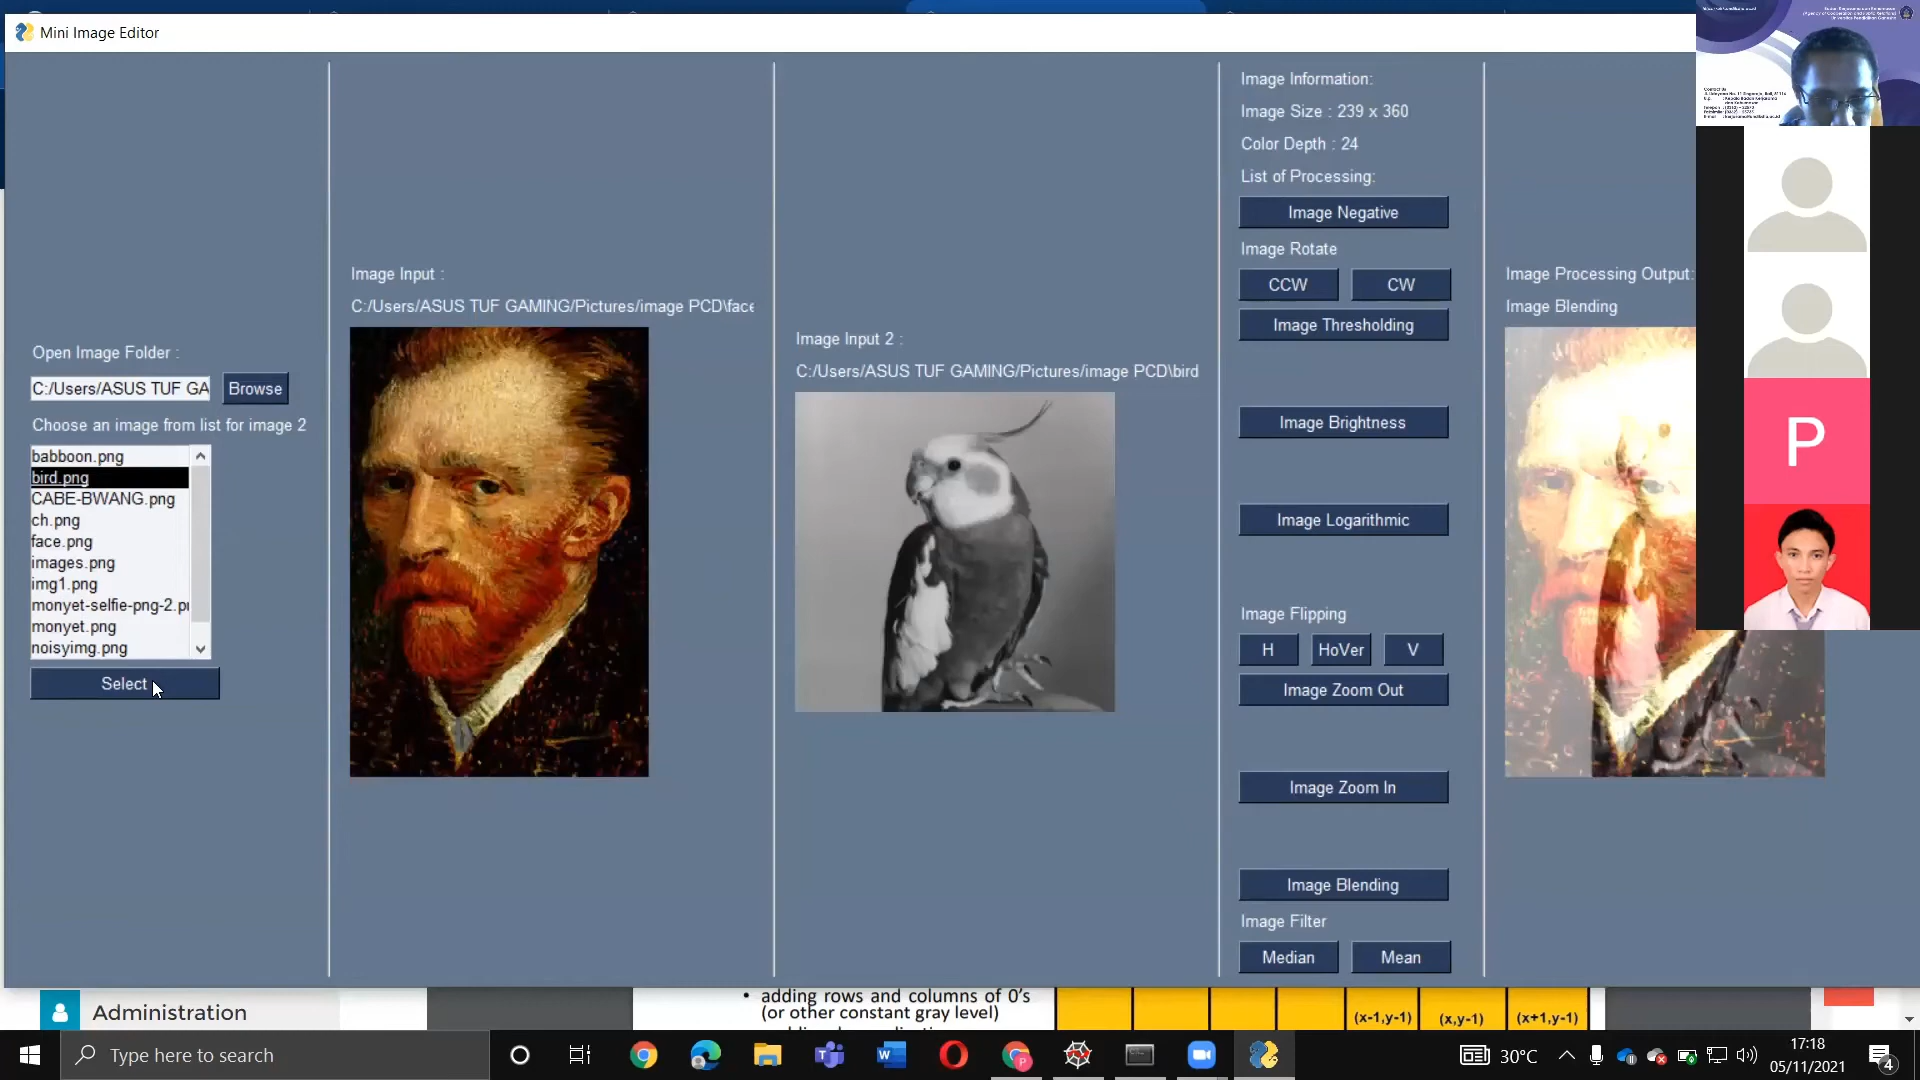 Mini Image Editor
Open Image Folder :
C:/Users/ASUS TUF GA
Browse
Choose an image from list for image 2
babboon.png
bird.png
CABE-BWANG.png
ch.png
face.png
images.png
img1.png
monyet-selfie-png-2.p
monyet.png
noisyimg.png
Select
Image Input :
C:/Users/ASUS TUF GAMING/Pictures/image PCD\face
Image Input 2 :
C:/Users/ASUS TUF GAMING/Pictures/image PCD\bird
Image Information:
Image Size : 239 x 360
Color Depth : 24
List of Processing:
Image Negative
Image Rotate
CCW CW
Image Thresholding
Image Brightness
Image Logarithmic
Image Flipping
H HoVer V
Image Zoom Out
Image Zoom In
Image Blending
Image Filter
Median Mean
Image Processing Output:
Image Blending
P
Administration
• adding rows and columns of 0's
(or other constant gray level)
(x-1,y-1) (x,y-1) (x+1,y-1)
Type here to search
30°C
17:18
05/11/2021
4